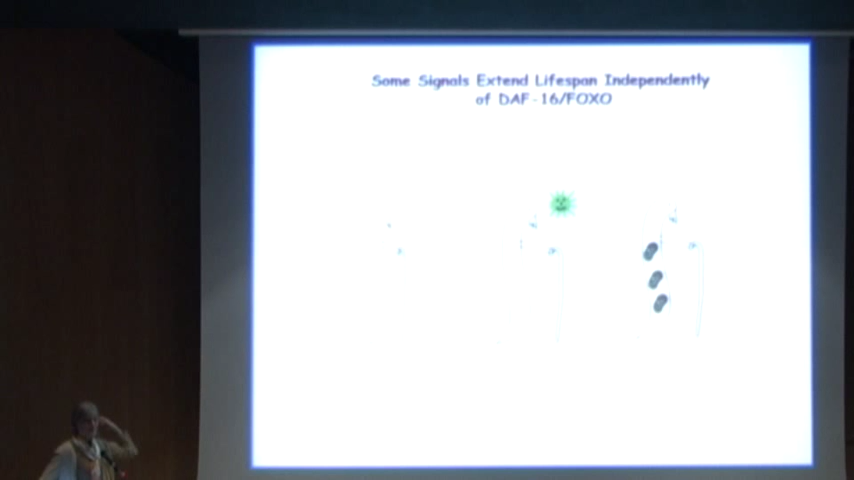 Some Signals Extend Lifespan Independently
of DAF-16/FOXO